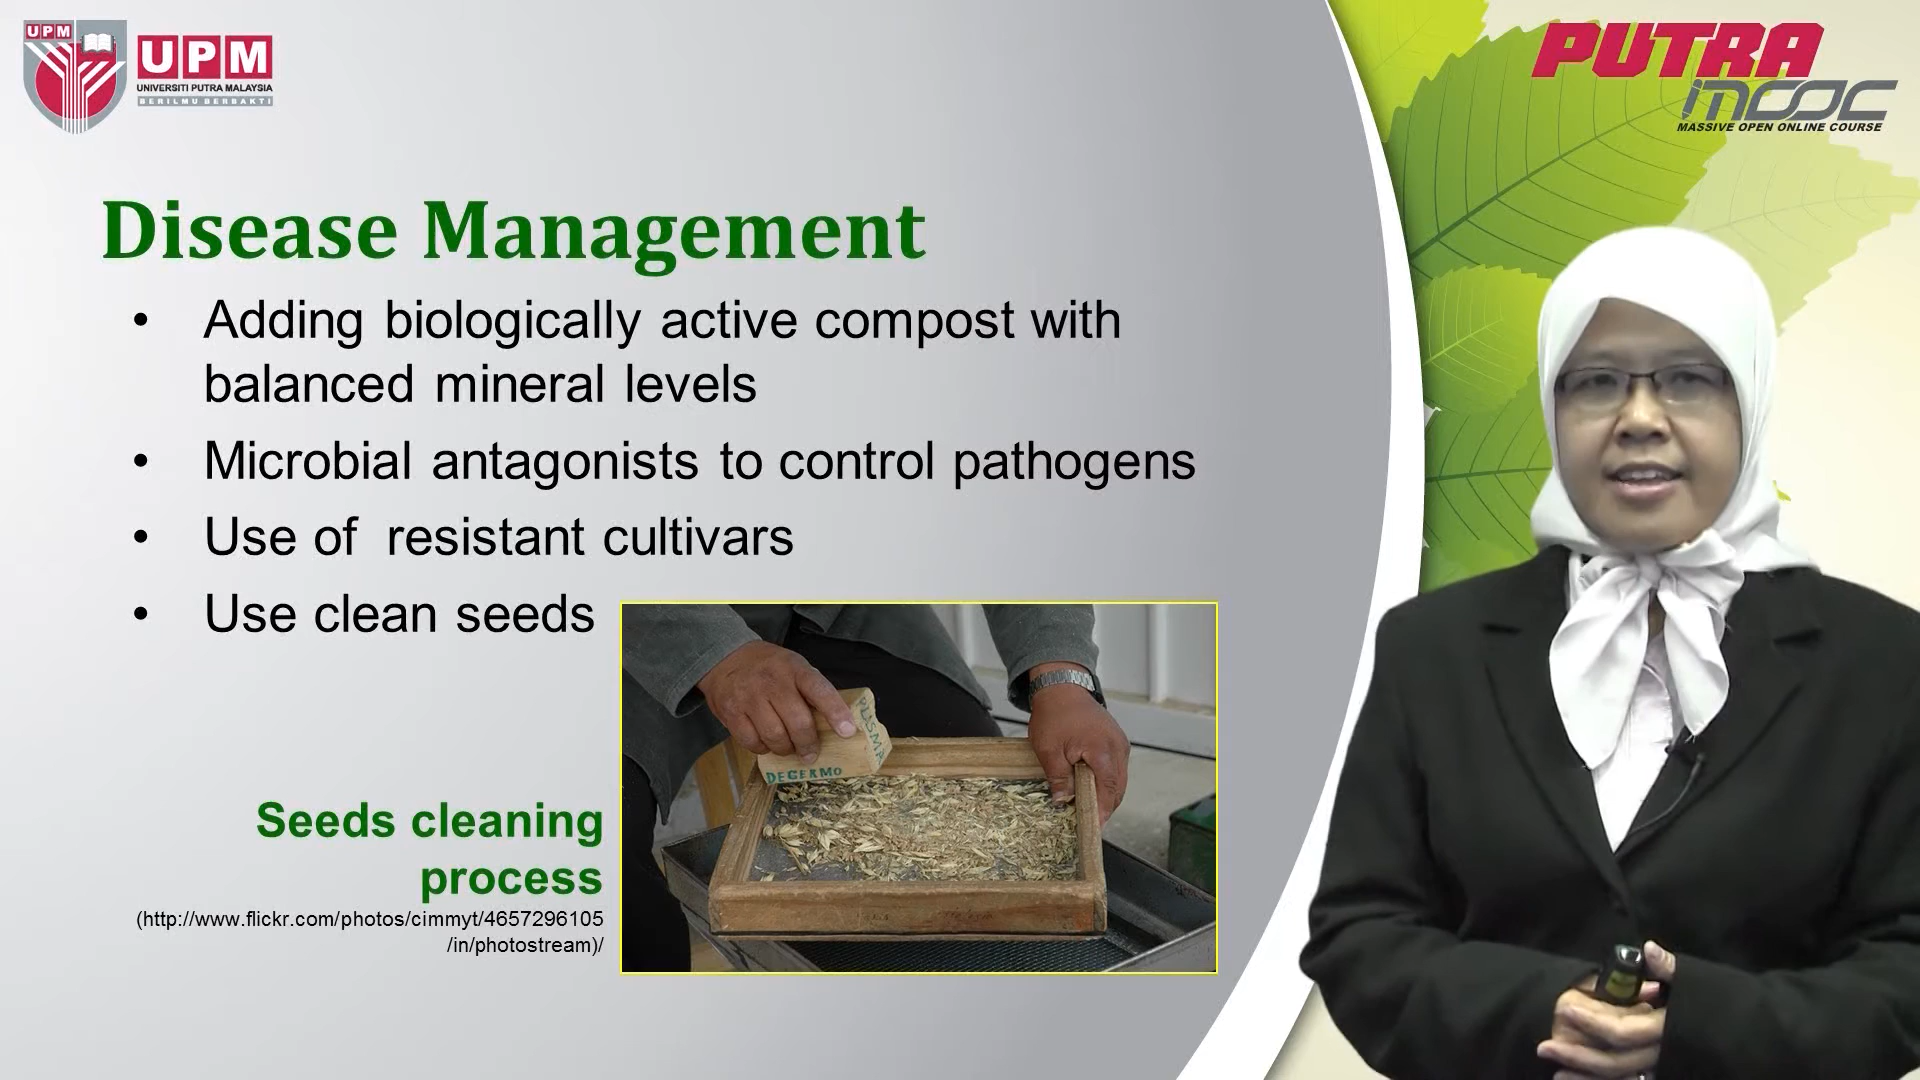 UPM
UPM
UNIVERSITI PUTRA MALAYSIA
BERILMU BERBAKTI
PUTRA
mooc
MASSIVE OPEN ONLINE COURSE
Disease Management
• Adding biologically active compost with
balanced mineral levels
• Microbial antagonists to control pathogens
• Use of resistant cultivars
• Use clean seeds
PLASMA
DEGERMO
Seeds cleaning
process
(http://www.flickr.com/photos/cimmyt/4657296105
/in/photostream)/